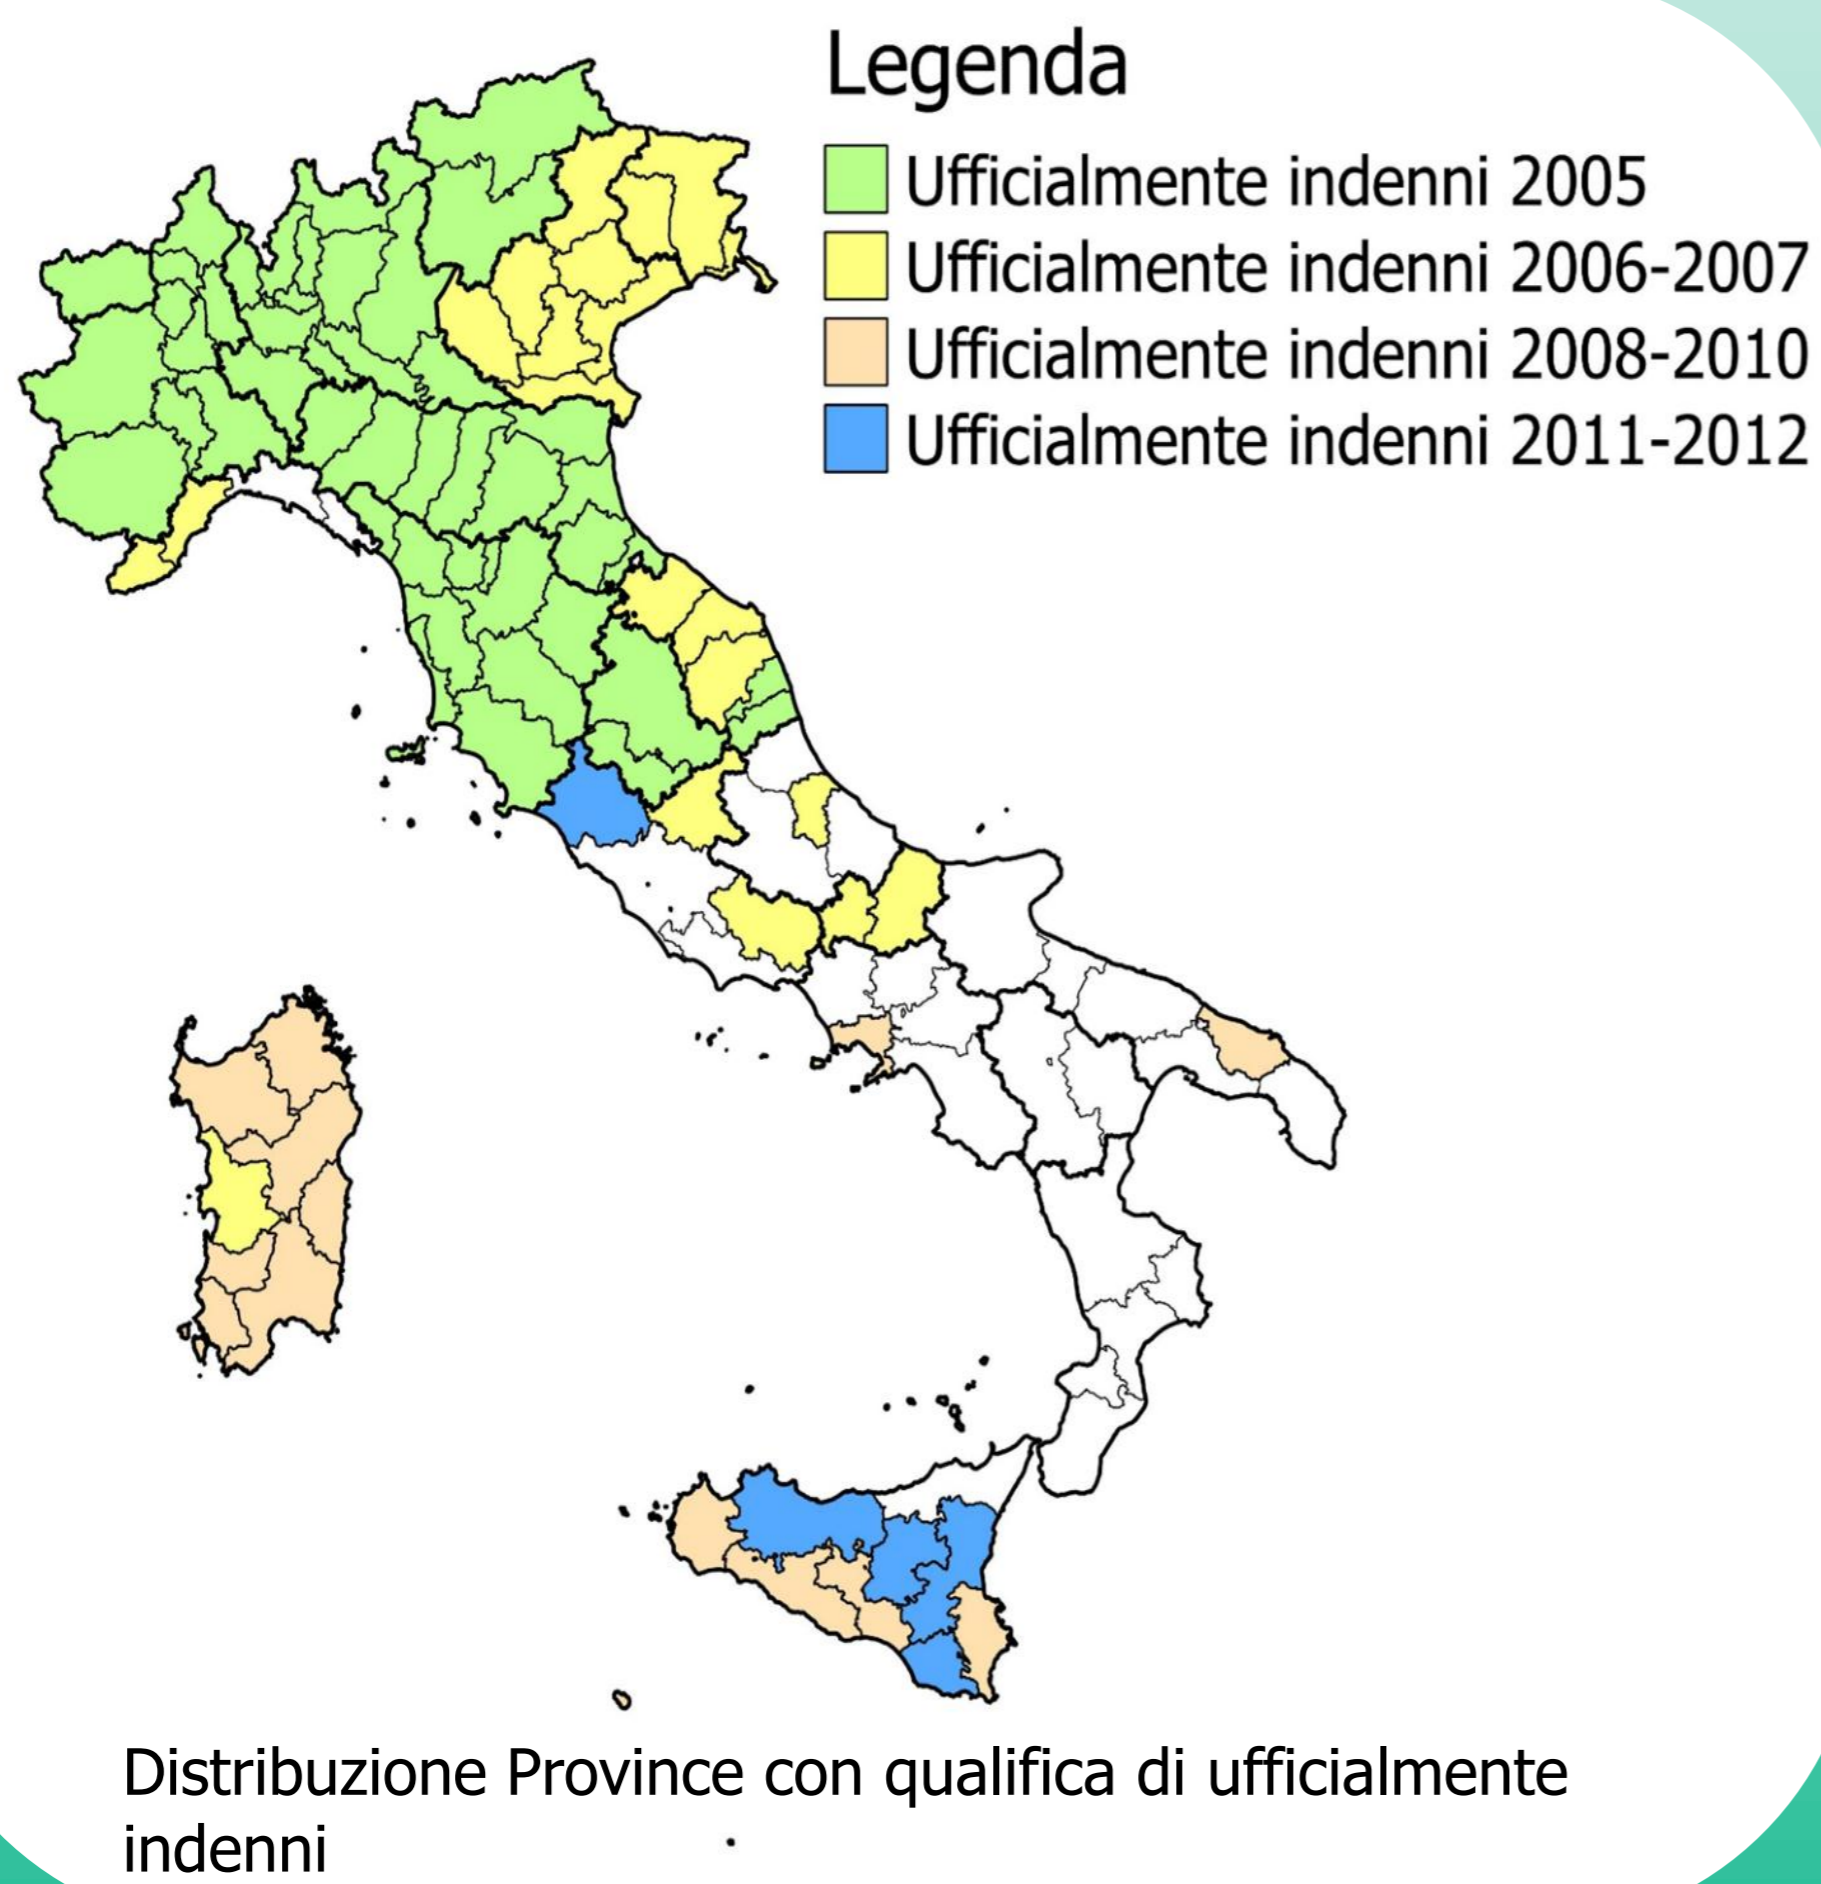 Legenda
Ufficialmente indenni 2005
Ufficialmente indenni 2006-2007
Ufficialmente indenni 2008-2010
Ufficialmente indenni 2011-2012
Distribuzione Province con qualifica di ufficialmente
indenni